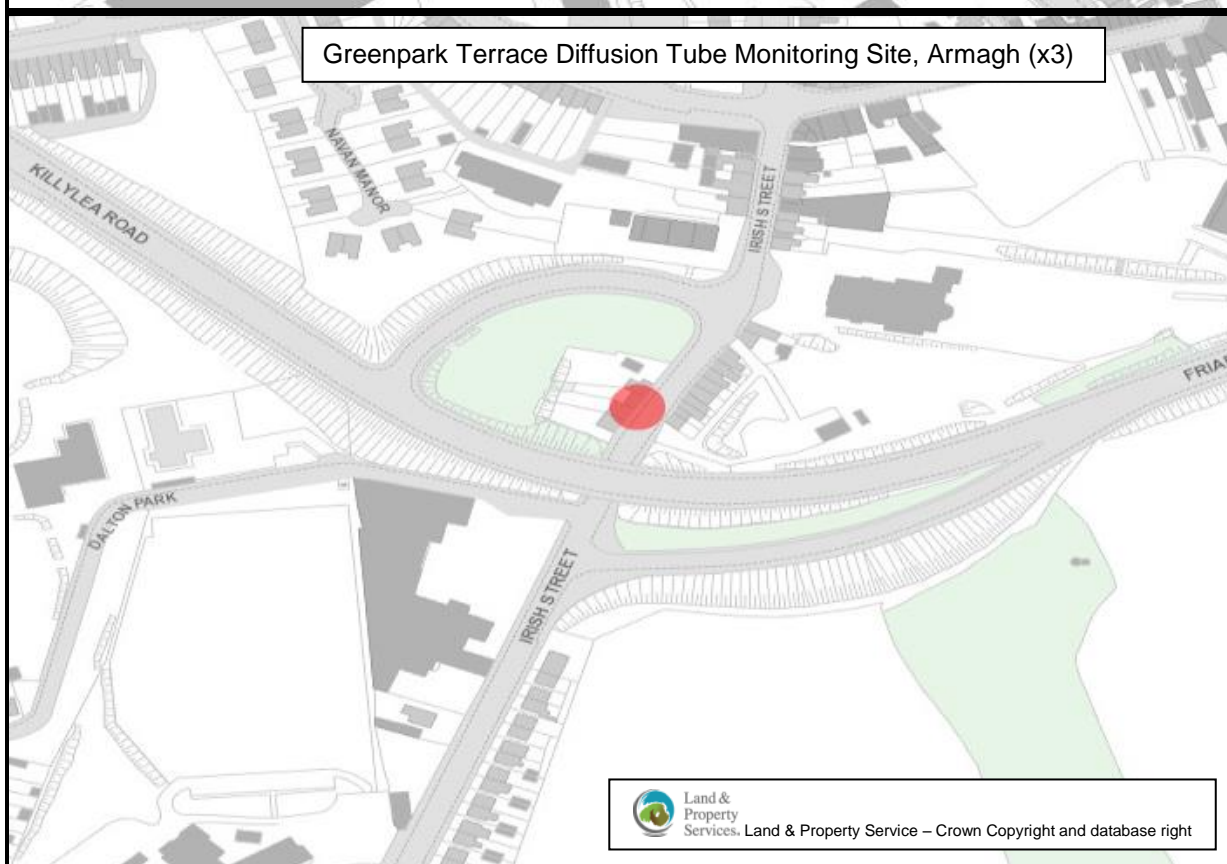 Greenpark Terrace Diffusion Tube Monitoring Site, Armagh (x3)
NAVAN MANOR
KILLYLEA ROAD
IRISH STREET
FRIA
DALTON PARK
IRISH STREET
Land &
Property
Services. Land & Property Service – Crown Copyright and database right